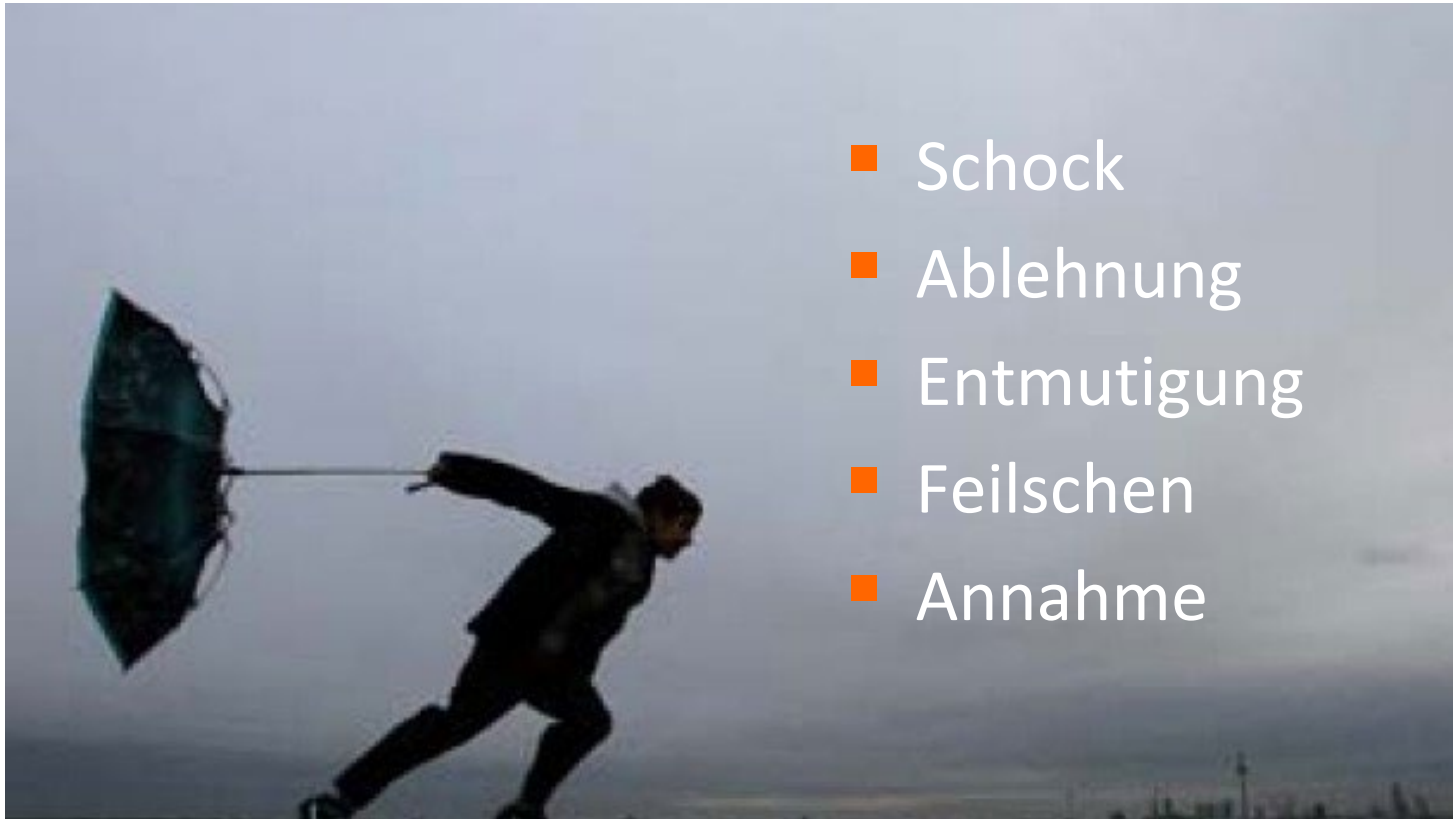 Schock
Ablehnung
Entmutigung
Feilschen
Annahme